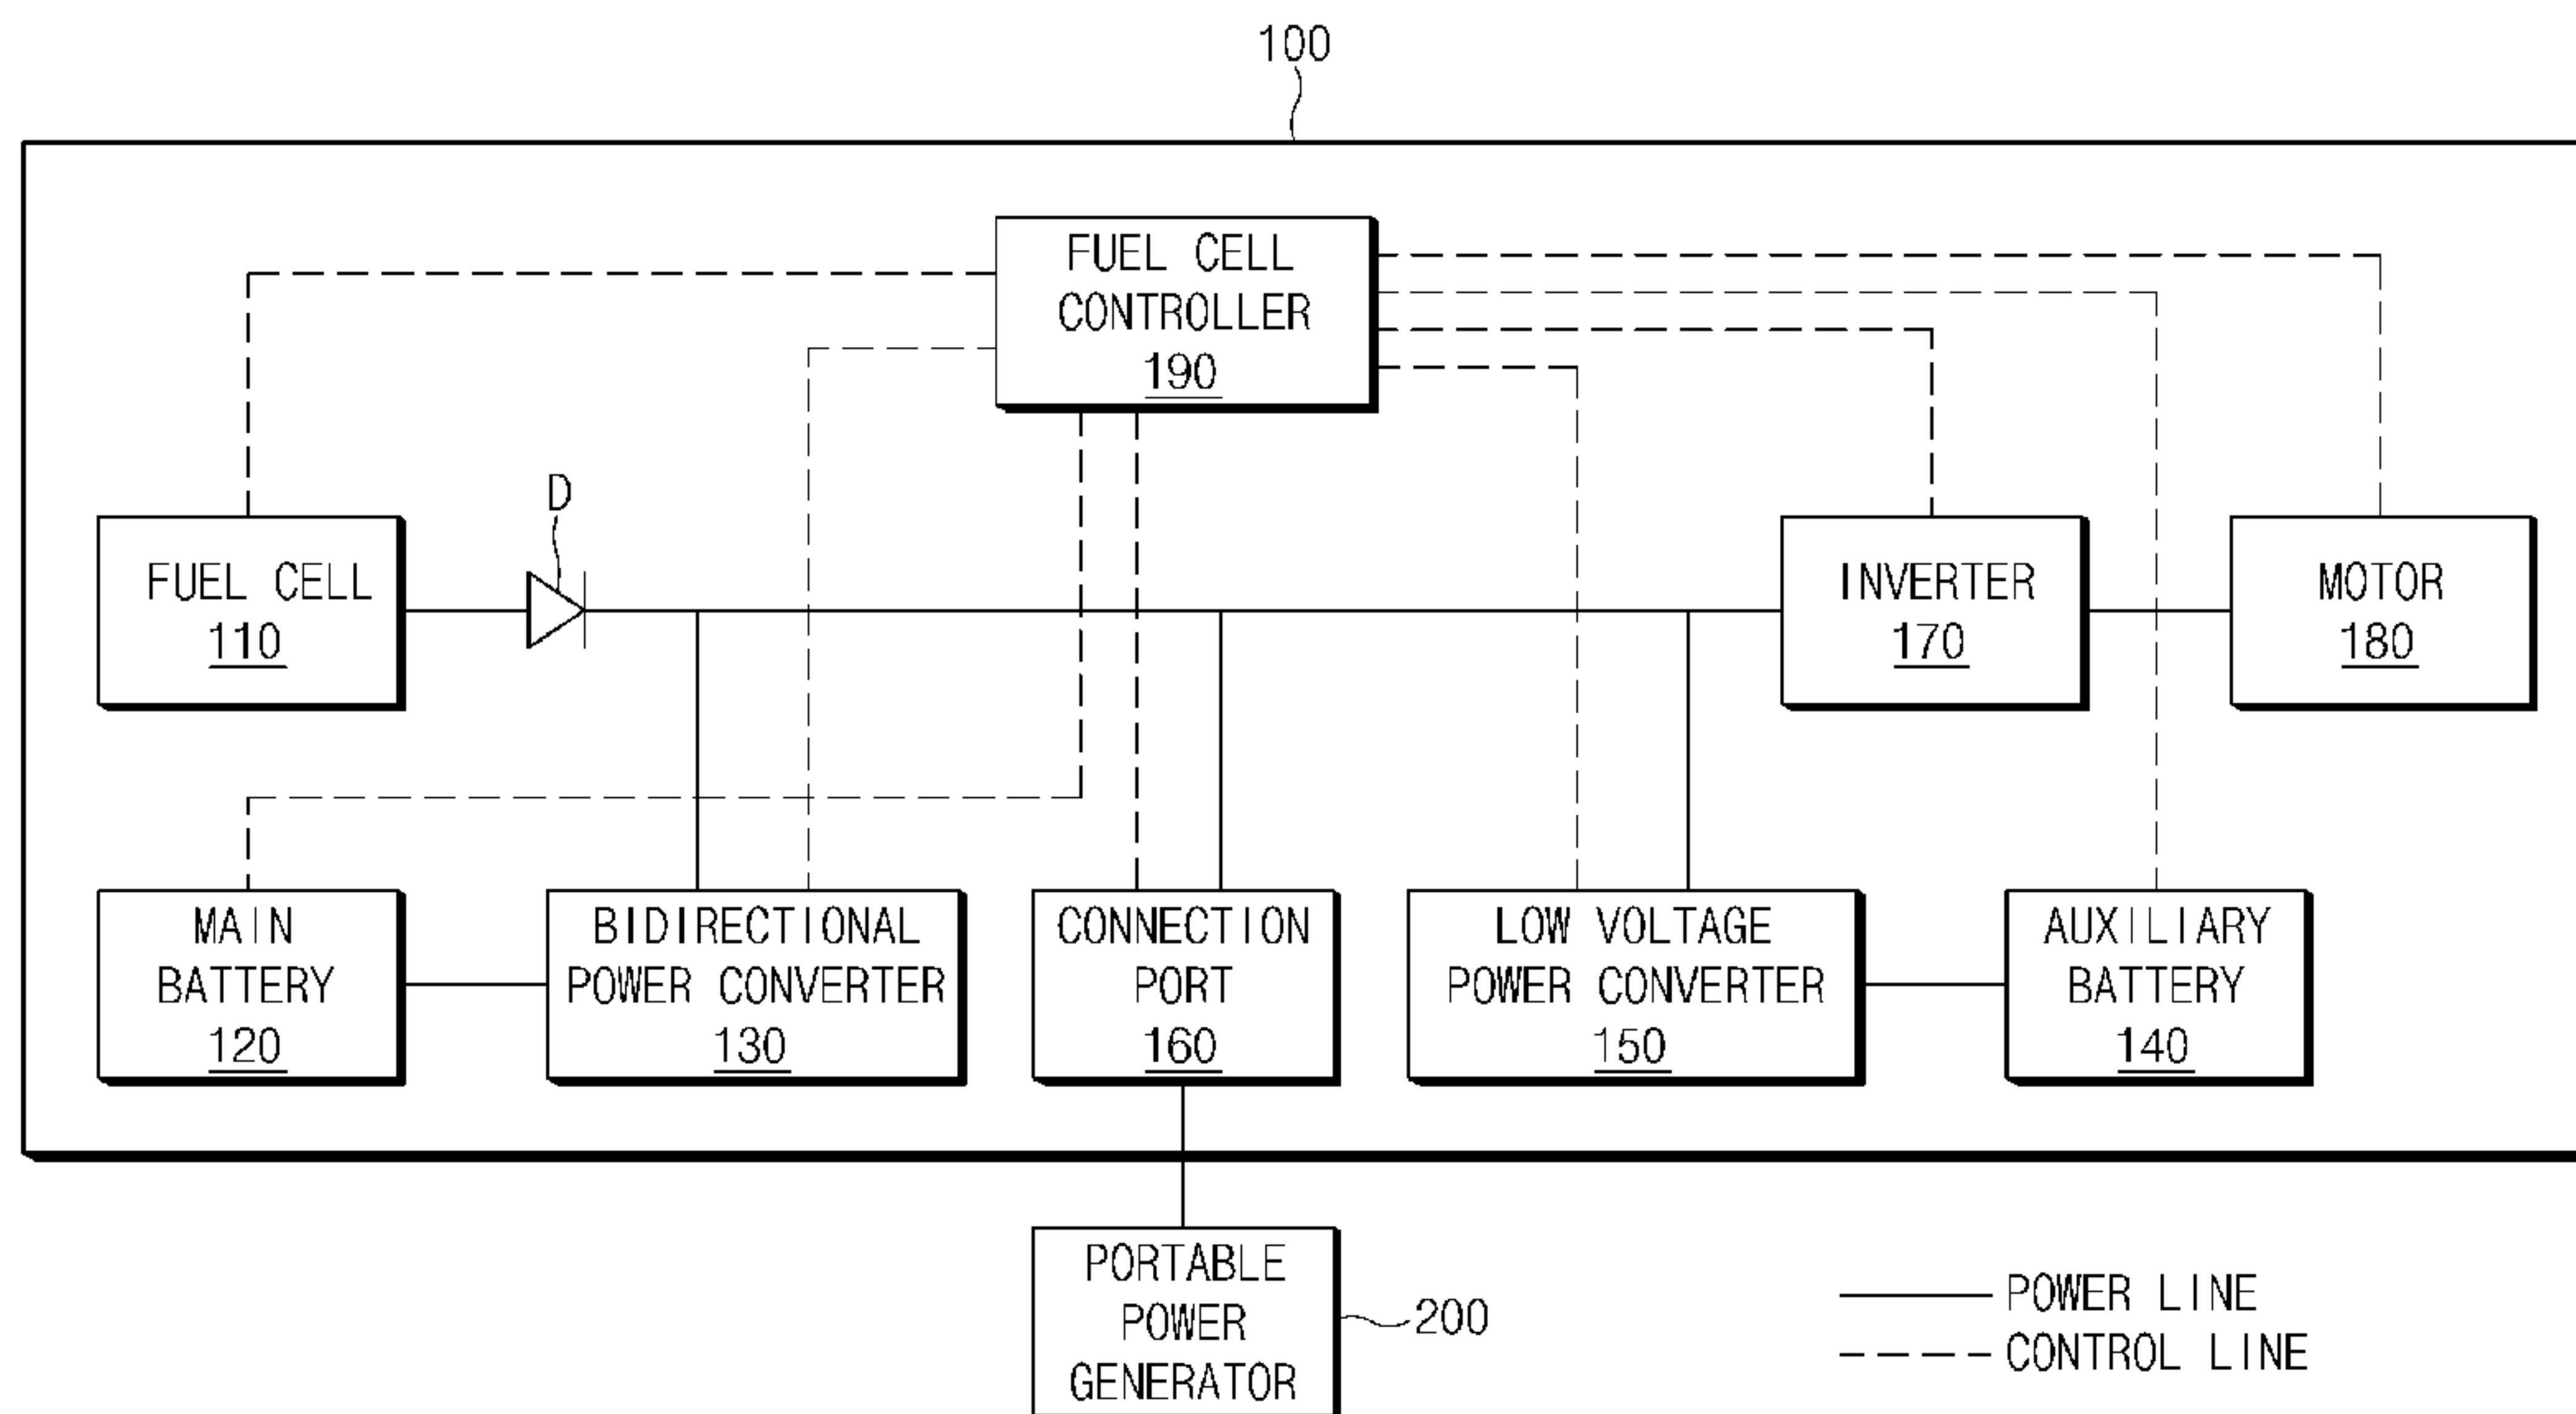 100
FUEL CELL
CONTROLLER
190
D
FUEL CELL
110
INVERTER
170
MOTOR
180
MAIN
BATTERY
120
BIDIRECTIONAL
POWER CONVERTER
130
CONNECTION
PORT
160
LOW VOLTAGE
POWER CONVERTER
150
AUXILIARY
BATTERY
140
PORTABLE
POWER
GENERATOR
200
POWER LINE
CONTROL LINE